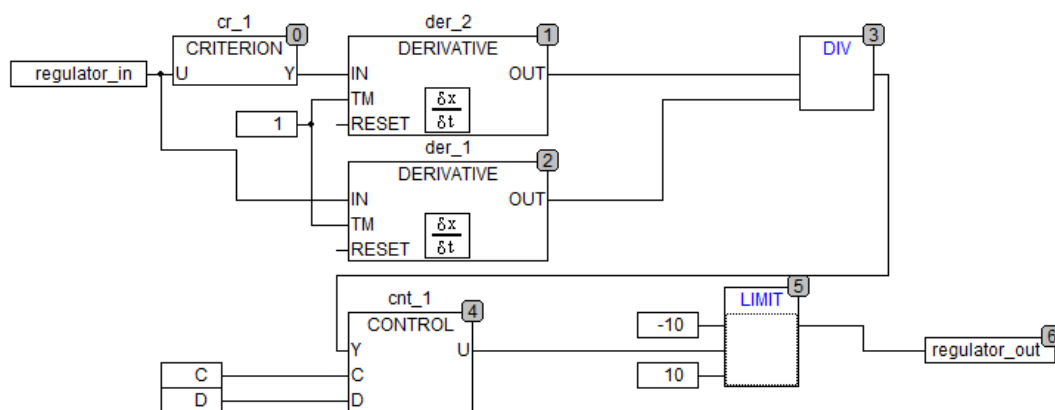 cr_1
der_2
0
1
3
CRITERION
DERIVATIVE
DIV
regulator_in
U
Y
IN
OUT
TM
δx
δt
1
RESET
der_1
2
DERIVATIVE
IN
OUT
TM
δx
δt
RESET
cnt_1
4
5
CONTROL
LIMIT
-10
6
Y
U
regulator_out
C
C
10
D
D